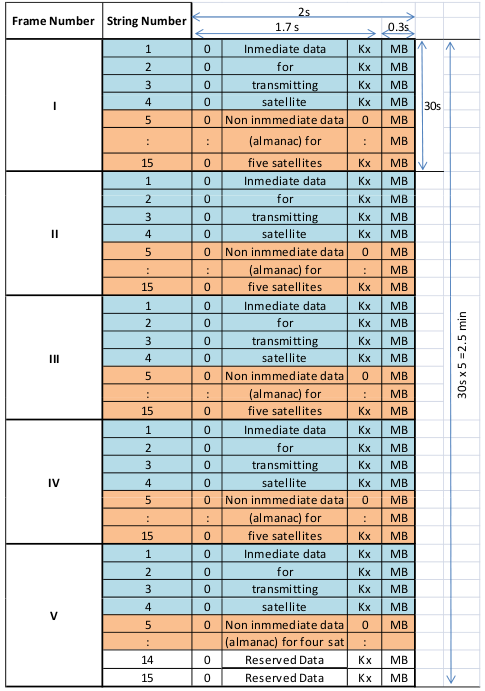 Frame Number String Number 2s
1.7 s 0.3s
I
1 0 Inmediate data Kx MB
2 0 for Kx MB
3 0 transmitting Kx MB
4 0 satellite Kx MB
5 0 Non inmmediate data 0 MB
: : (almanac) for : MB
15 0 five satellites Kx MB
30s
II
1 0 Inmediate data Kx MB
2 0 for Kx MB
3 0 transmitting Kx MB
4 0 satellite Kx MB
5 0 Non inmmediate data 0 MB
: : (almanac) for : MB
15 0 five satellites Kx MB
III
1 0 Inmediate data Kx MB
2 0 for Kx MB
3 0 transmitting Kx MB
4 0 satellite Kx MB
5 0 Non inmmediate data 0 MB
: : (almanac) for : MB
15 0 five satellites Kx MB
30s x 5 =2.5 min
IV
1 0 Inmediate data Kx MB
2 0 for Kx MB
3 0 transmitting Kx MB
4 0 satellite Kx MB
5 0 Non inmmediate data 0 MB
: : (almanac) for : MB
15 0 five satellites Kx MB
V
1 0 Inmediate data Kx MB
2 0 for Kx MB
3 0 transmitting Kx MB
4 0 satellite Kx MB
5 0 Non inmmediate data 0 MB
: (almanac) for four sat :
14 0 Reserved Data Kx MB
15 0 Reserved Data Kx MB